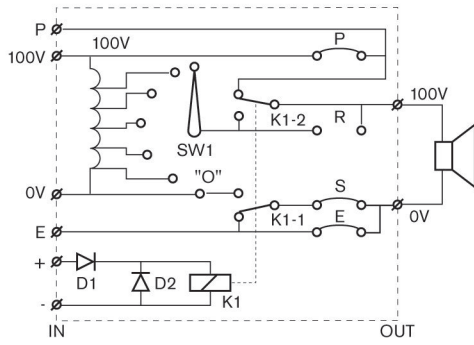 P
100V
100V
P
100V
K1-2
R
SW1
"O"
0V
S
K1-1
0V
E
E
+
D1
D2
K1
-
IN
OUT